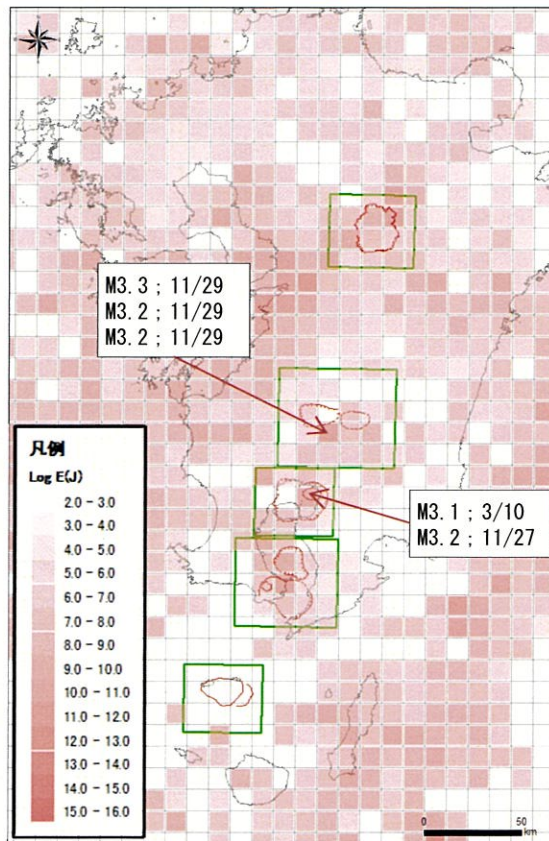 M3.3 ; 11/29
M3.2 ; 11/29
M3.2 ; 11/29
M3.1 ; 3/10
M3.2 ; 11/27
凡例
Log E(J)
2.0 - 3.0
3.0 - 4.0
4.0 - 5.0
5.0 - 6.0
6.0 - 7.0
7.0 - 8.0
8.0 - 9.0
9.0 - 10.0
10.0 - 11.0
11.0 - 12.0
12.0 - 13.0
13.0 - 14.0
14.0 - 15.0
15.0 - 16.0
0 50
km